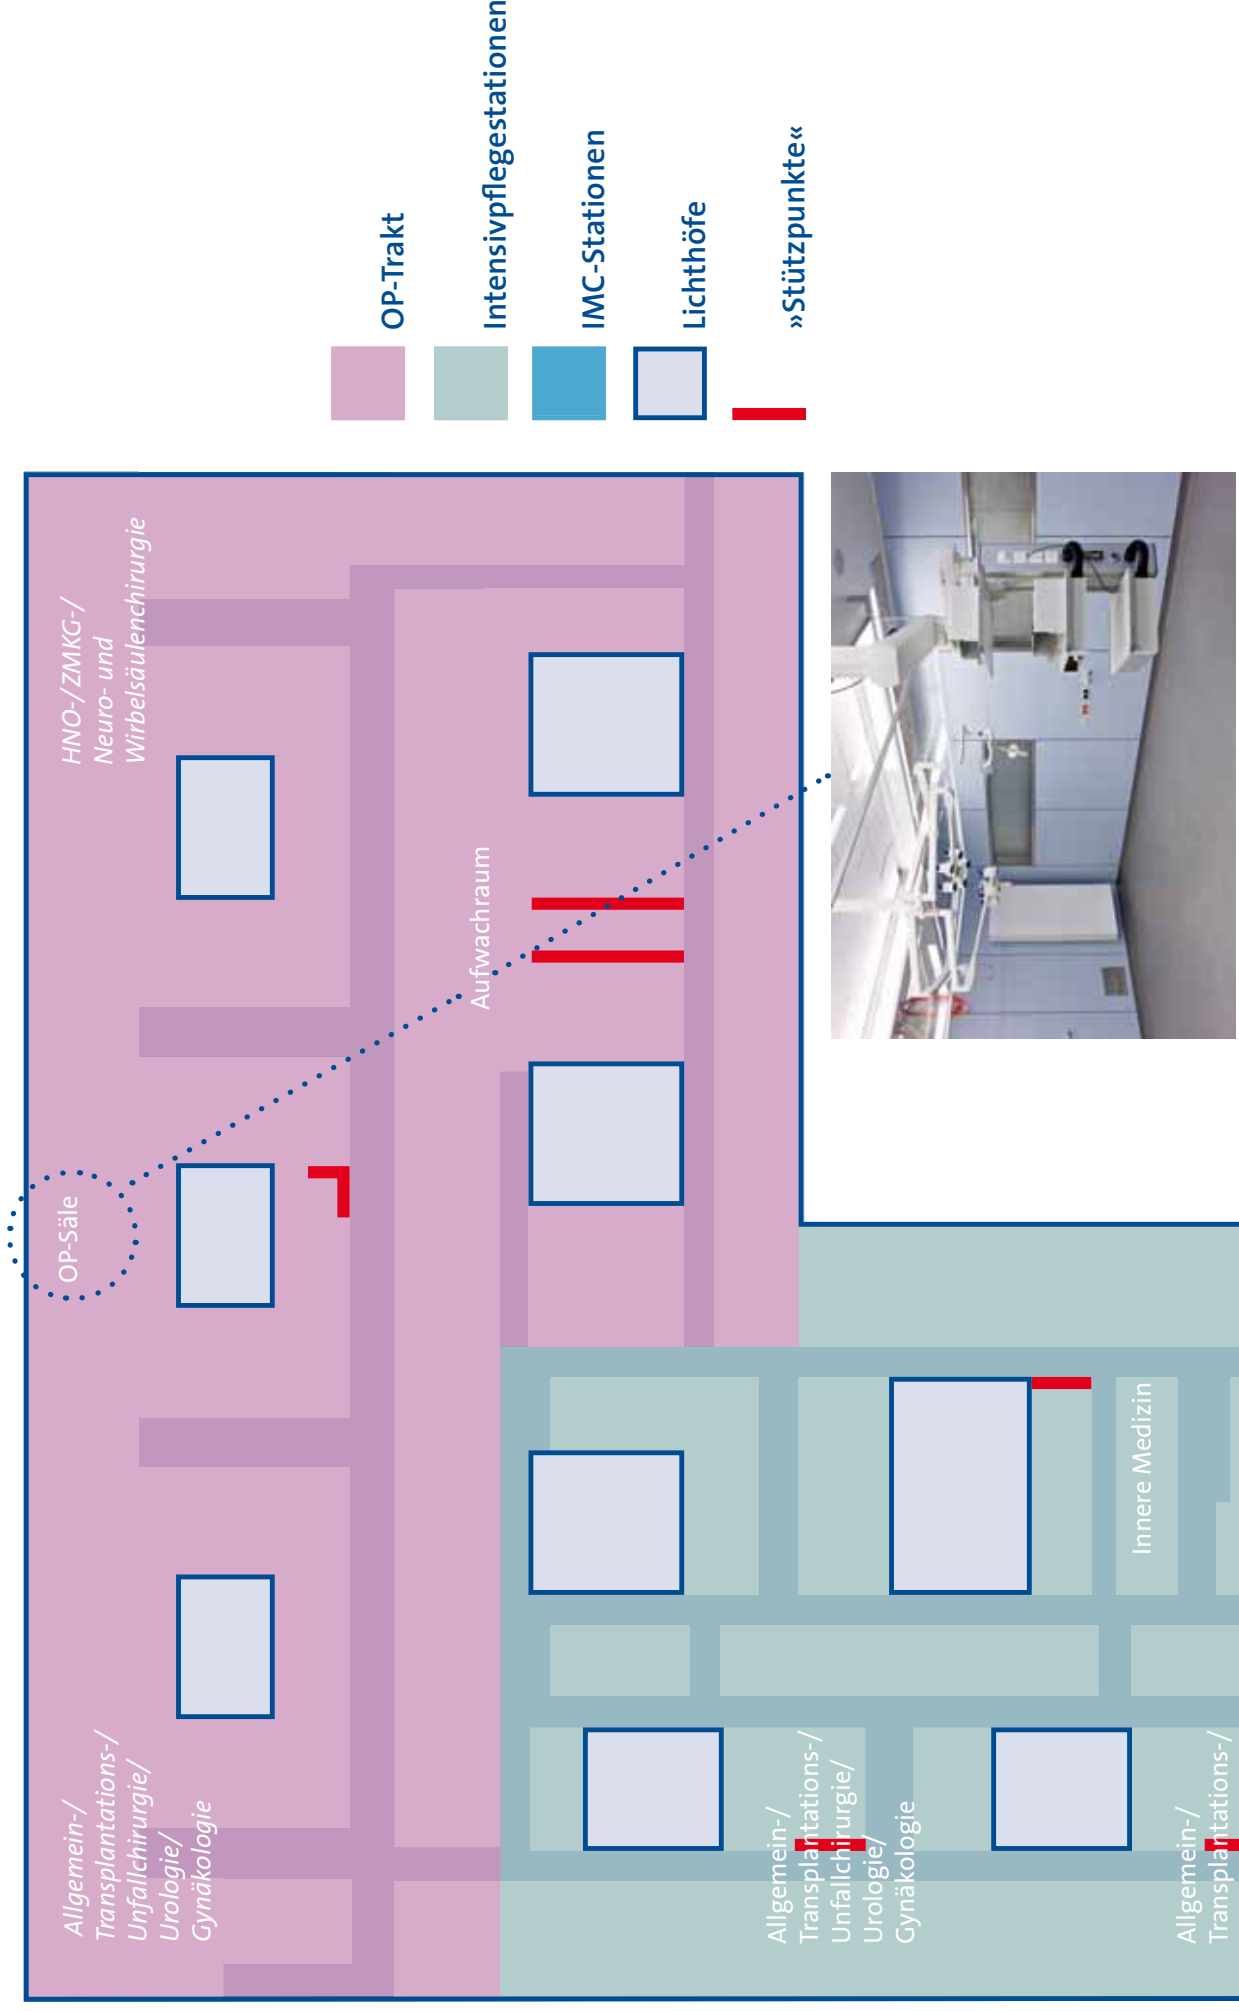 OP-Trakt
Intensivpflegestationen
IMC-Stationen
Lichthöfe
»Stützpunkte«
HNO-/ZMKG-/
Neuro- und
Wirbelsäulenchirurgie
Aufwachraum
OP-Säle
Allgemein-/
Transplantations-/
Unfallchirurgie/
Urologie/
Gynäkologie
Innere Medizin
Allgemein-/
Transplantations-/
Unfallchirurgie/
Urologie/
Gynäkologie
Allgemein-/
Transplantations-/